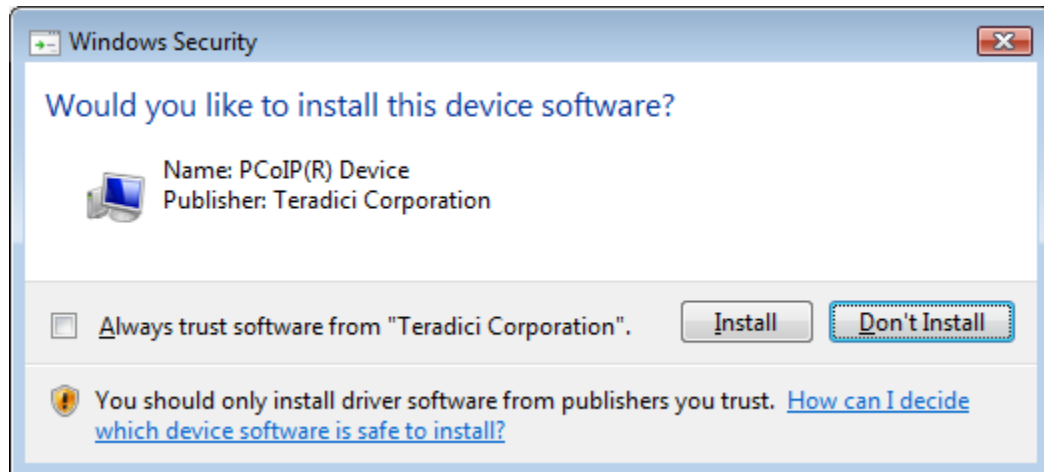 Windows Security
Would you like to install this device software?
Name: PCoIP(R) Device
Publisher: Teradici Corporation
Always trust software from "Teradici Corporation".
Install
Don't Install
You should only install driver software from publishers you trust. How can I decide
which device software is safe to install?